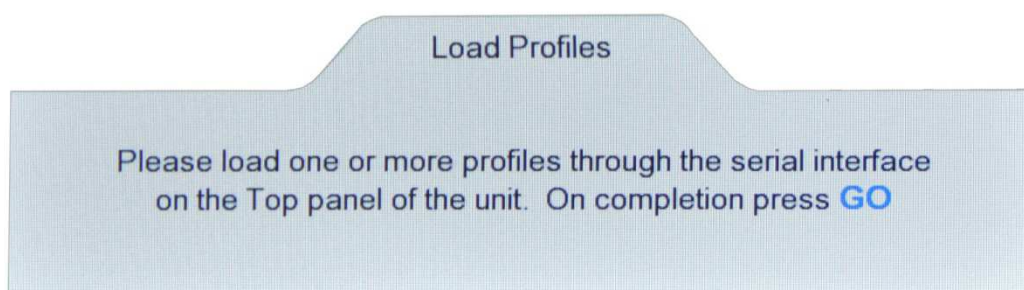 Load Profiles
Please load one or more profiles through the serial interface
on the Top panel of the unit.  On completion press GO